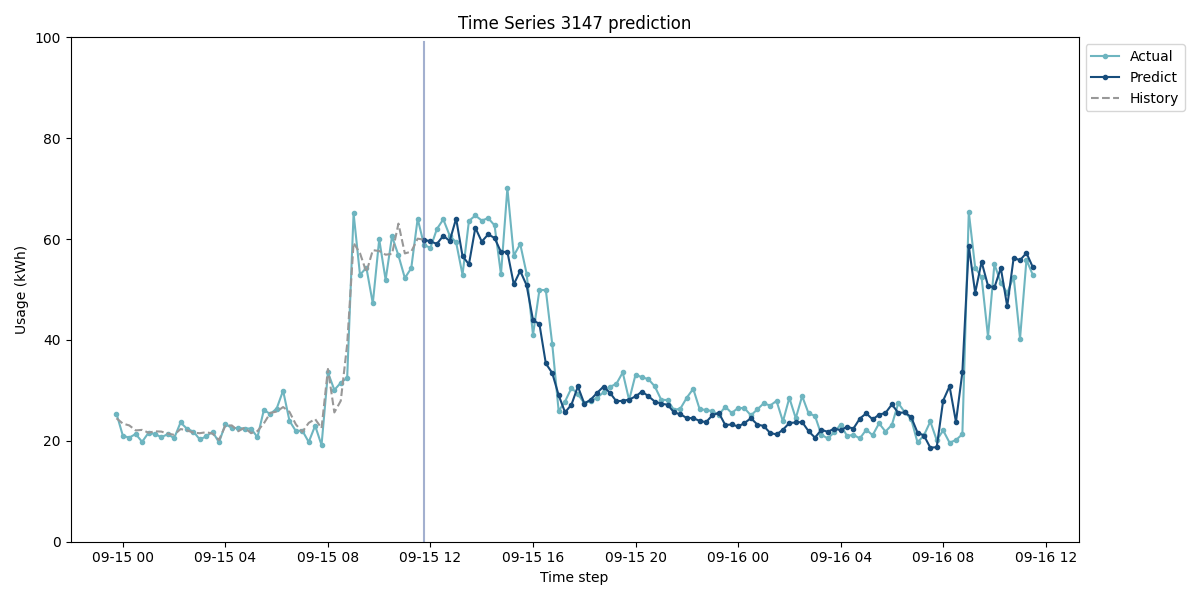 Time Series 3147 prediction
100
80
60
40
20
0
Usage (kWh)
09-15 00
09-15 04
09-15 08
09-15 12
09-15 16
09-15 20
09-16 00
09-16 04
09-16 08
09-16 12
Time step
Actual
Predict
History